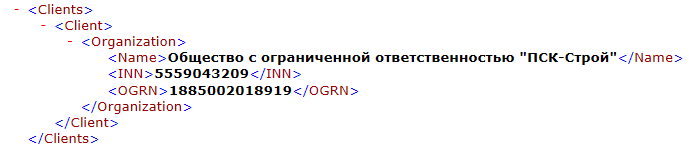 - <Clients>
- <Client>
- <Organization>
<Name>Общество с ограниченной ответственностью "ПСК-Строй"</Name>
<INN>5559043209</INN>
<OGRN>1885002018919</OGRN>
</Organization>
</Client>
</Clients>